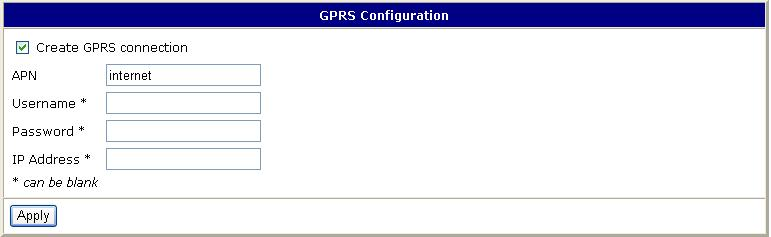 GPRS Configuration
Create GPRS connection
APN internet
Username *
Password *
IP Address *
* can be blank
Apply